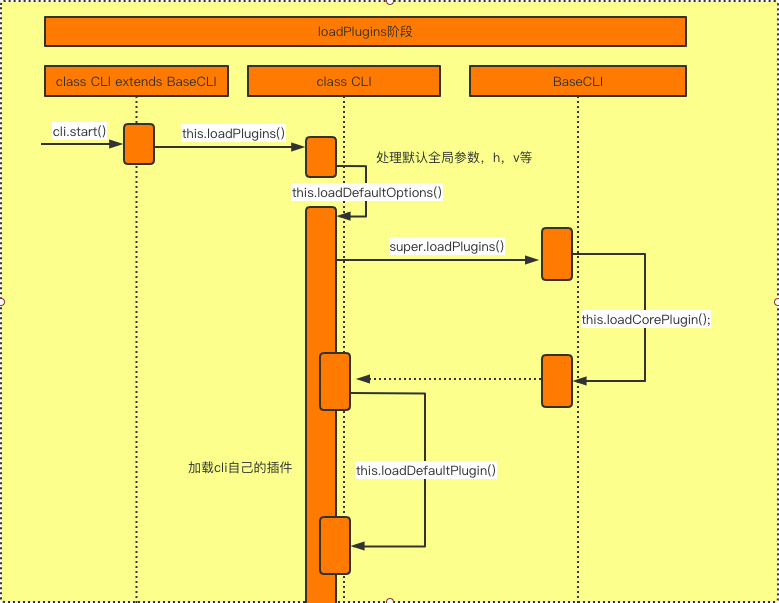 loadPlugins阶段
class CLI extends BaseCLI
class CLI
BaseCLI
cli.start()
this.loadPlugins()
处理默认全局参数，h，v等
this.loadDefaultOptions()
super.loadPlugins()
this.loadCorePlugin();
加载cli自己的插件
this.loadDefaultPlugin()